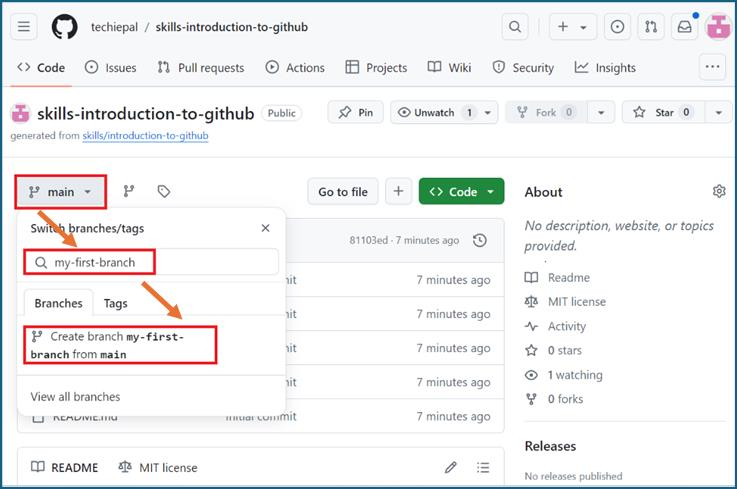 techiepal / skills-introduction-to-github
Code Issues Pull requests Actions Projects Wiki Security Insights
skills-introduction-to-github Public Pin Unwatch 1 Fork 0 Star 0
generated from skills/introduction-to-github
main Go to file Code About
Switch branches/tags
81103ed · 7 minutes ago
No description, website, or topics
provided.
my-first-branch
7 minutes ago
Readme
Branches Tags
7 minutes ago
MIT license
Activity
Create branch my-first-
branch from main
7 minutes ago
0 stars
1 watching
7 minutes ago
View all branches
0 forks
README.md Initial commit 7 minutes ago
Releases
README MIT license
No releases published